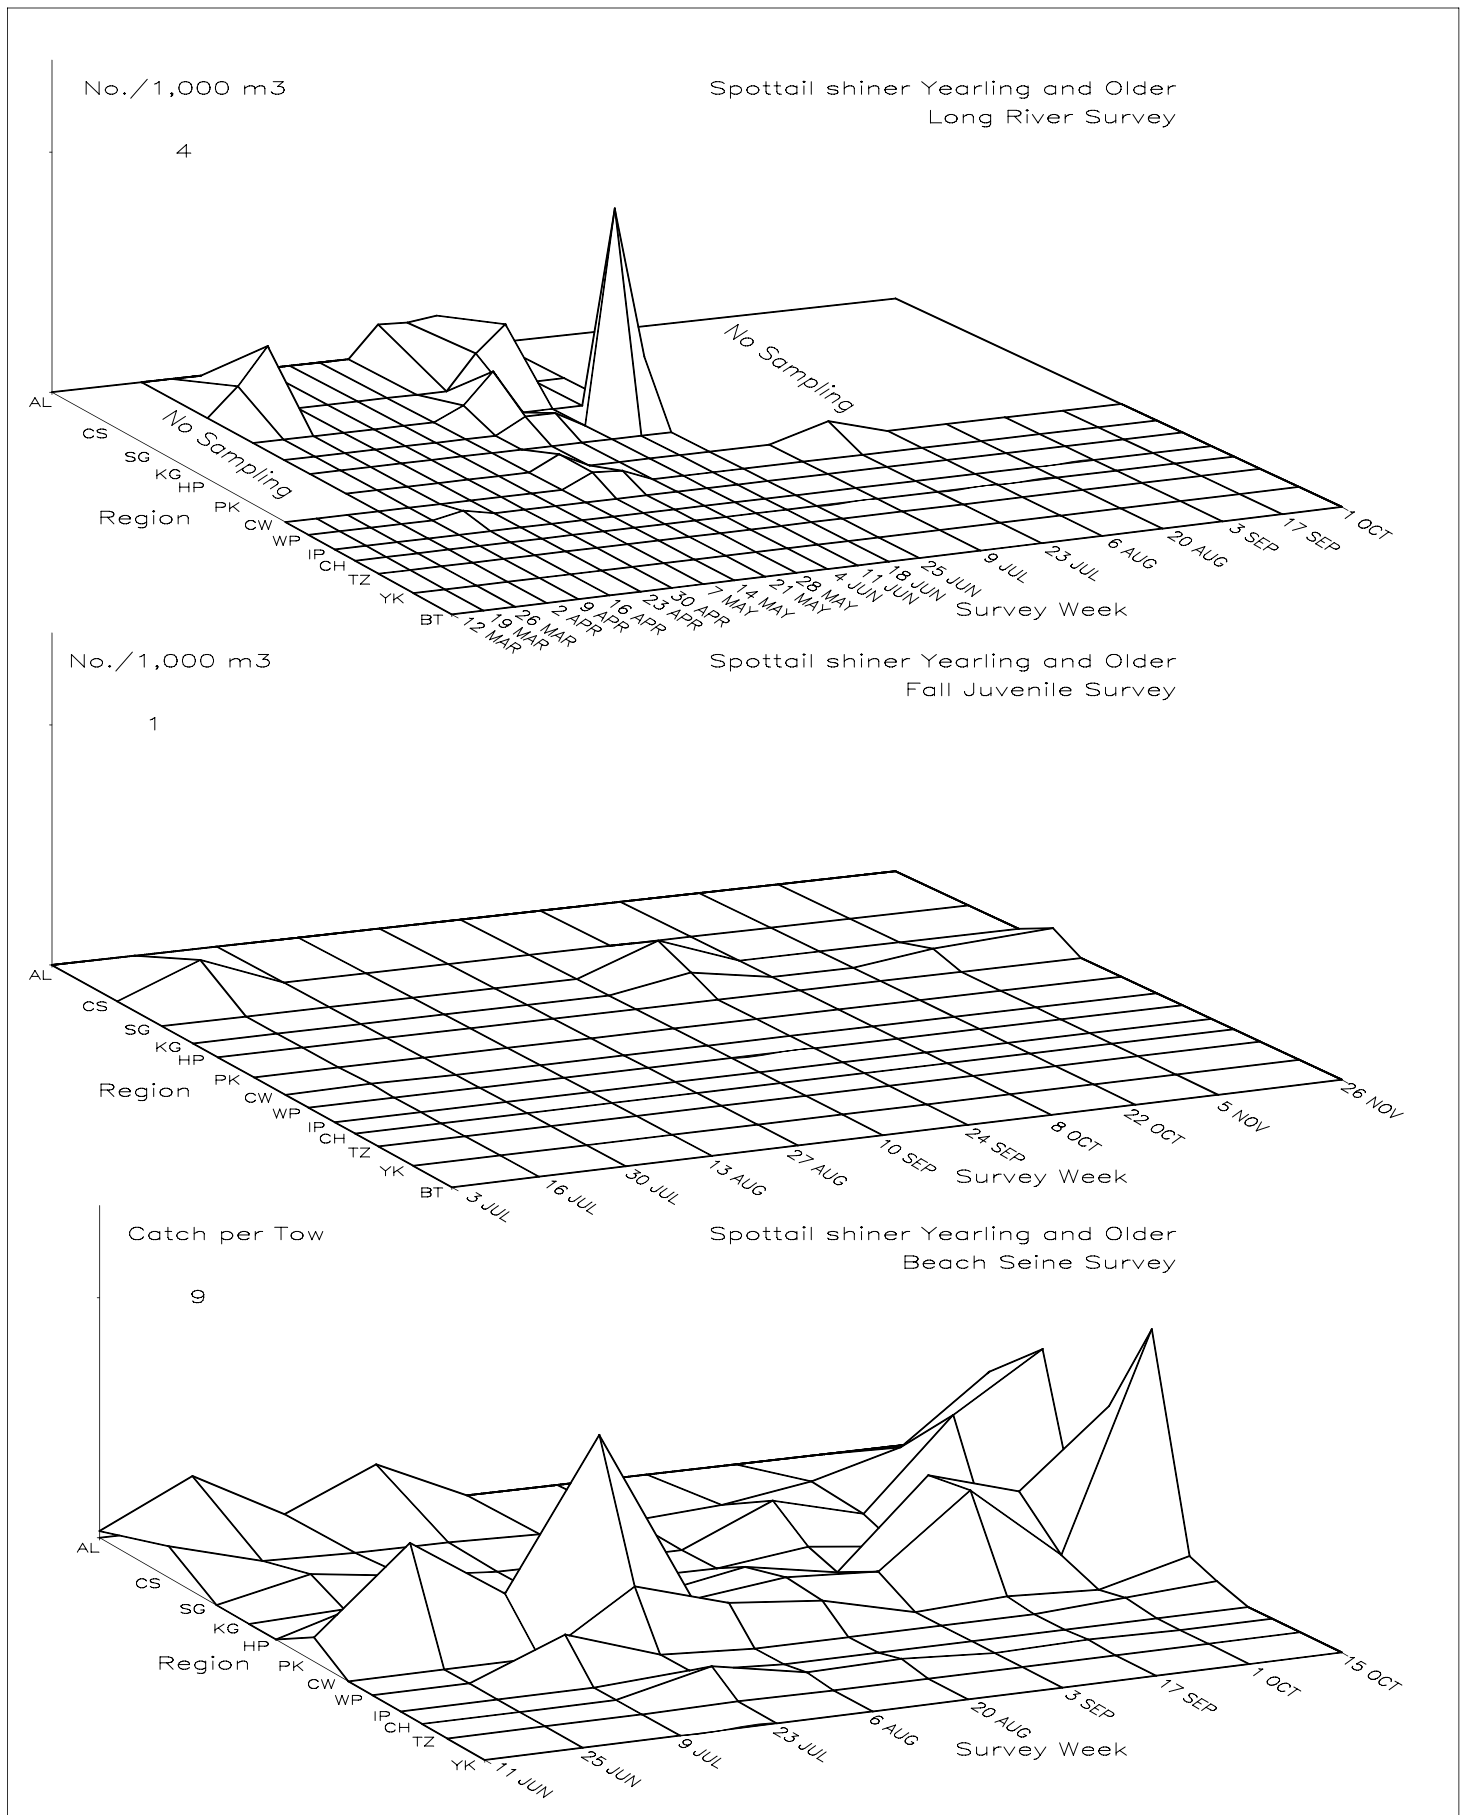 No./1,000 m3
Spottail shiner Yearling and Older
Long River Survey
4
No Sampling
No Sampling
AL
CS
SG
KG
HP
PK
CW
WP
IP
CH
TZ
YK
BT
Region
12 MAR
19 MAR
26 MAR
2 APR
9 APR
16 APR
23 APR
30 APR
7 MAY
14 MAY
21 MAY
28 MAY
4 JUN
11 JUN
18 JUN
25 JUN
9 JUL
23 JUL
6 AUG
20 AUG
3 SEP
17 SEP
1 OCT
Survey Week
No./1,000 m3
Spottail shiner Yearling and Older
Fall Juvenile Survey
1
AL
CS
SG
KG
HP
PK
CW
WP
IP
CH
TZ
YK
BT
Region
3 JUL
16 JUL
30 JUL
13 AUG
27 AUG
10 SEP
24 SEP
8 OCT
22 OCT
5 NOV
26 NOV
Survey Week
Catch per Tow
Spottail shiner Yearling and Older
Beach Seine Survey
9
AL
CS
SG
KG
HP
PK
CW
WP
IP
CH
TZ
YK
Region
11 JUN
25 JUN
9 JUL
23 JUL
6 AUG
20 AUG
3 SEP
17 SEP
1 OCT
15 OCT
Survey Week